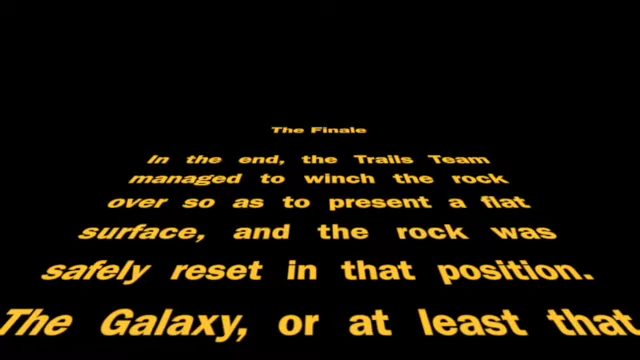 The Finale
In the end, the Trails Team
managed to winch the rock
over so as to present a flat
surface, and the rock was
safely reset in that position.
The Galaxy, or at least that